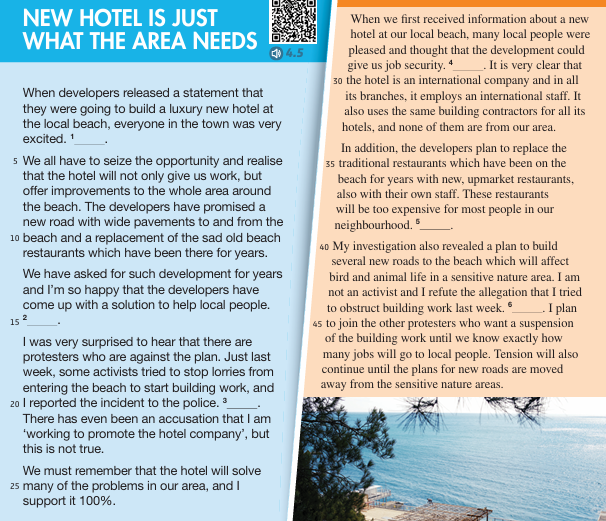 NEW HOTEL IS JUST
WHAT THE AREA NEEDS
4.5
When developers released a statement that
they were going to build a luxury new hotel at
the local beach, everyone in the town was very
excited. 1_____.
5 We all have to seize the opportunity and realise
that the hotel will not only give us work, but
offer improvements to the whole area around
the beach. The developers have promised a
new road with wide pavements to and from the
10 beach and a replacement of the sad old beach
restaurants which have been there for years.
We have asked for such development for years
and I'm so happy that the developers have
come up with a solution to help local people.
15 2_____.
I was very surprised to hear that there are
protesters who are against the plan. Just last
week, some activists tried to stop lorries from
entering the beach to start building work, and
20 I reported the incident to the police. 3_____.
There has even been an accusation that I am
'working to promote the hotel company', but
this is not true.
We must remember that the hotel will solve
25 many of the problems in our area, and I
support it 100%.
When we first received information about a new
hotel at our local beach, many local people were
pleased and thought that the development could
give us job security. 4_____. It is very clear that
30 the hotel is an international company and in all
its branches, it employs an international staff. It
also uses the same building contractors for all its
hotels, and none of them are from our area.
In addition, the developers plan to replace the
35 traditional restaurants which have been on the
beach for years with new, upmarket restaurants,
also with their own staff. These restaurants
will be too expensive for most people in our
neighbourhood. 5_____.
40 My investigation also revealed a plan to build
several new roads to the beach which will affect
bird and animal life in a sensitive nature area. I am
not an activist and I refute the allegation that I tried
to obstruct building work last week. 6_____. I plan
45 to join the other protesters who want a suspension
of the building work until we know exactly how
many jobs will go to local people. Tension will also
continue until the plans for new roads are moved
away from the sensitive nature areas.